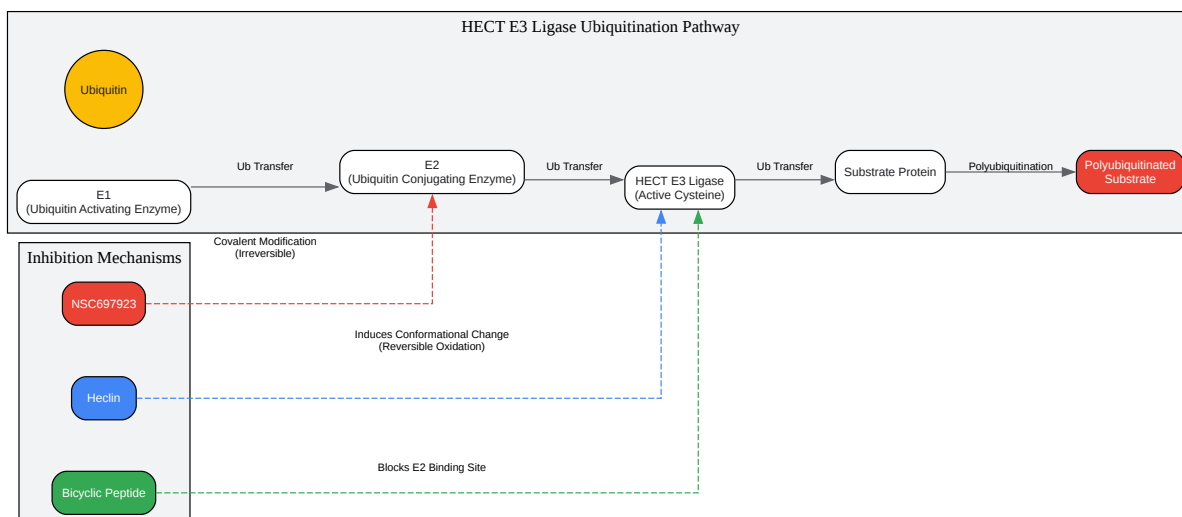 HECT E3 Ligase Ubiquitination Pathway
Ubiquitin
E1
(Ubiquitin Activating Enzyme)
Ub Transfer
E2
(Ubiquitin Conjugating Enzyme)
Ub Transfer
HECT E3 Ligase
(Active Cysteine)
Ub Transfer
Substrate Protein
Polyubiquitination
Polyubiquitinated
Substrate
Inhibition Mechanisms
Covalent Modification
(Irreversible)
NSC697923
Induces Conformational Change
(Reversible Oxidation)
Heclin
Blocks E2 Binding Site
Bicyclic Peptide